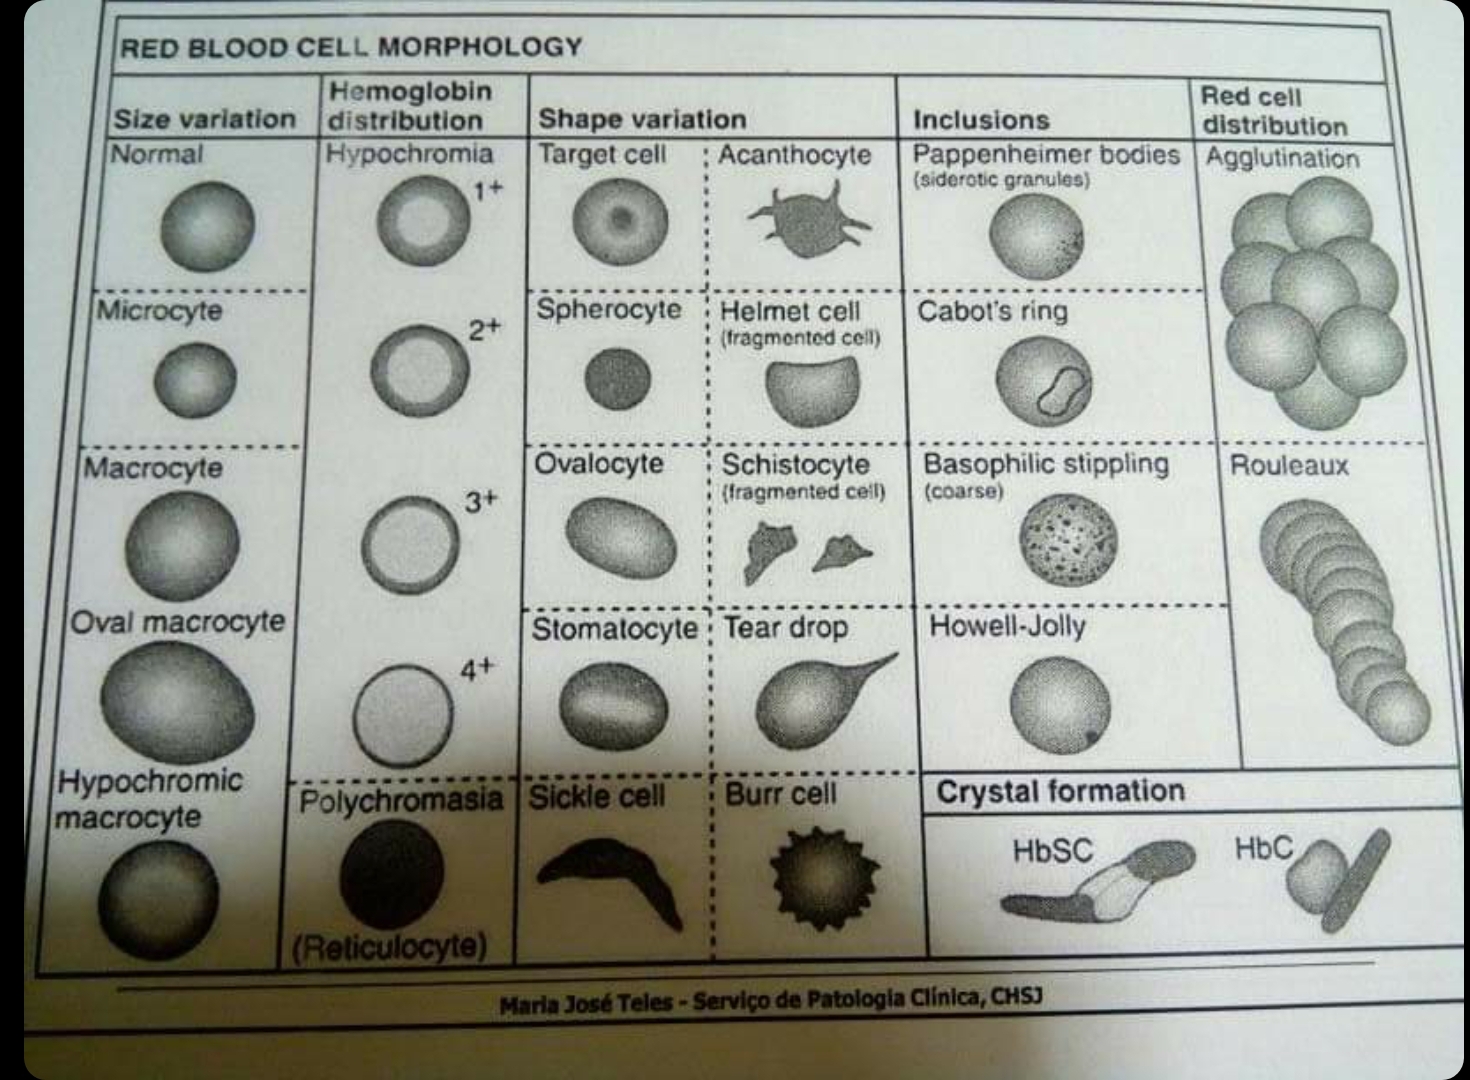 RED BLOOD CELL MORPHOLOGY
Size variation
Hemoglobin
distribution
Shape variation
Inclusions
Red cell
distribution
Normal
Microcyte
Macrocyte
Oval macrocyte
Hypochromic
macrocyte
Hypochromia
1+
2+
3+
4+
Polychromasia
(Reticulocyte)
Target cell
Spherocyte
Ovalocyte
Stomatocyte
Sickle cell
Acanthocyte
Helmet cell
(fragmented cell)
Schistocyte
(fragmented cell)
Tear drop
Burr cell
Pappenheimer bodies
(siderotic granules)
Cabot's ring
Basophilic stippling
(coarse)
Howell-Jolly
Agglutination
Rouleaux
Crystal formation
HbSC
HbC
Maria José Teles - Serviço de Patologia Clínica, CHSJ